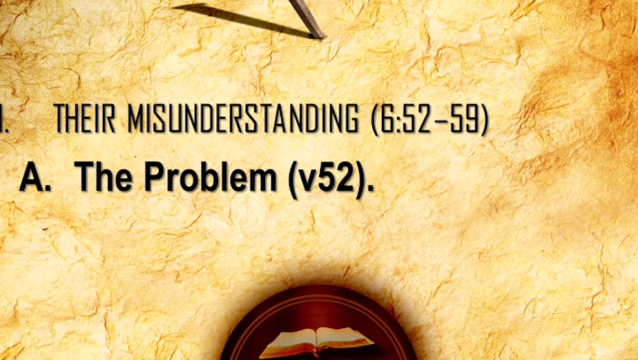 I. THEIR MISUNDERSTANDING (6:52–59)
A. The Problem (v52).